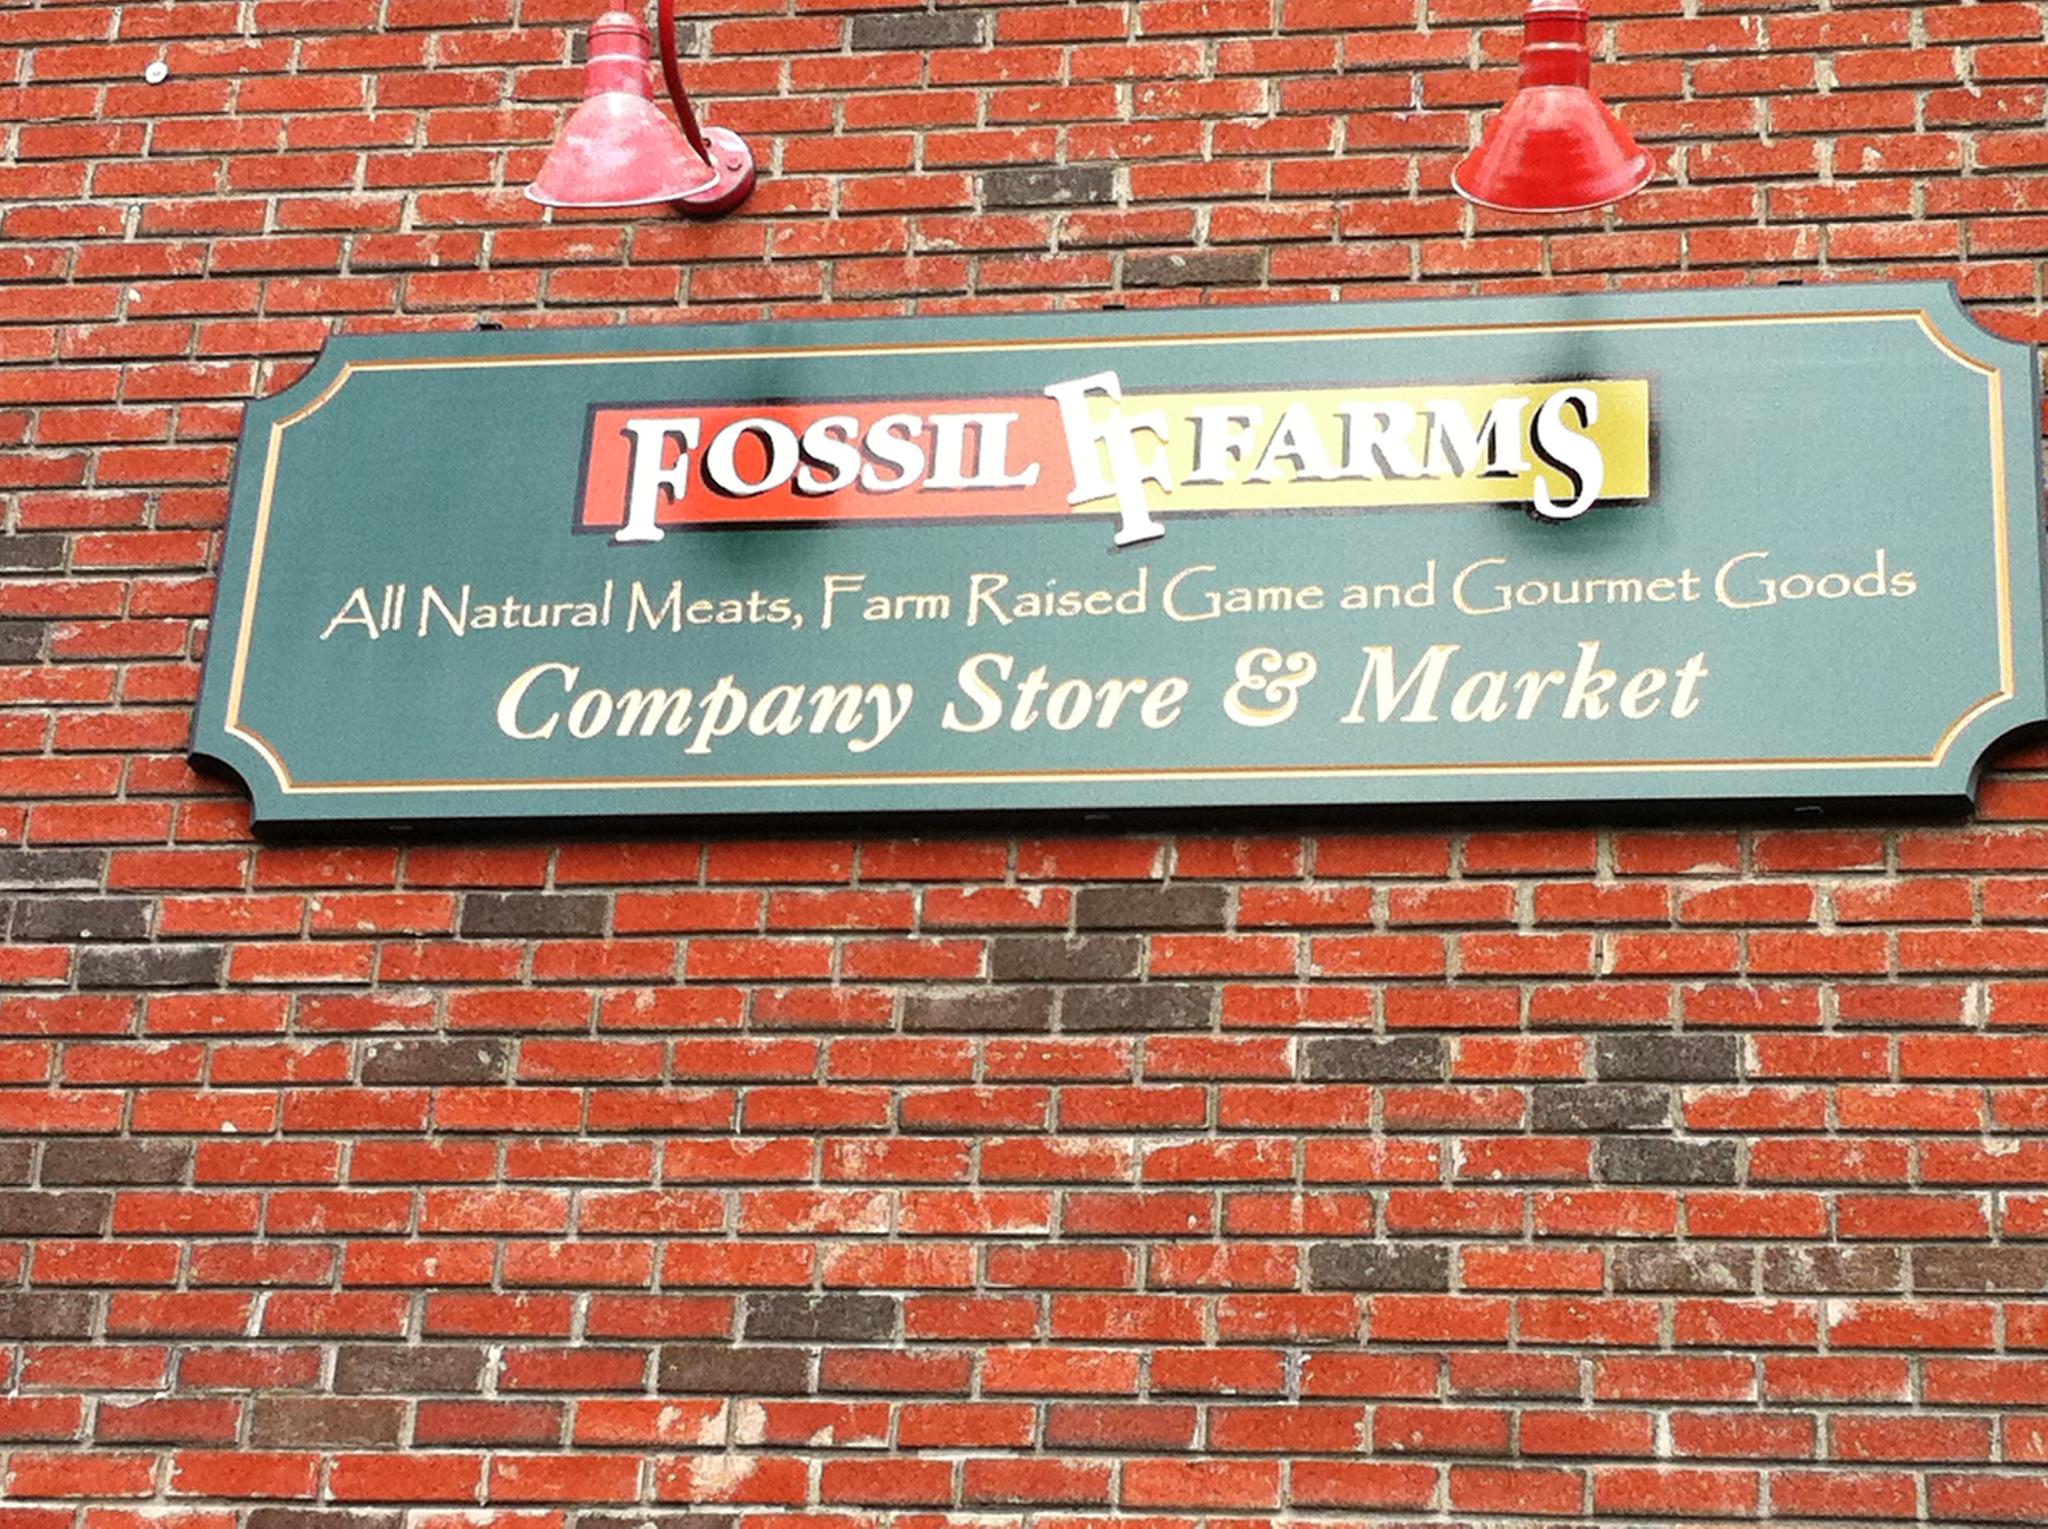 FOSSIL FF FARMS
All Natural Meats, Farm Raised Game and Gourmet Goods
Company Store & Market